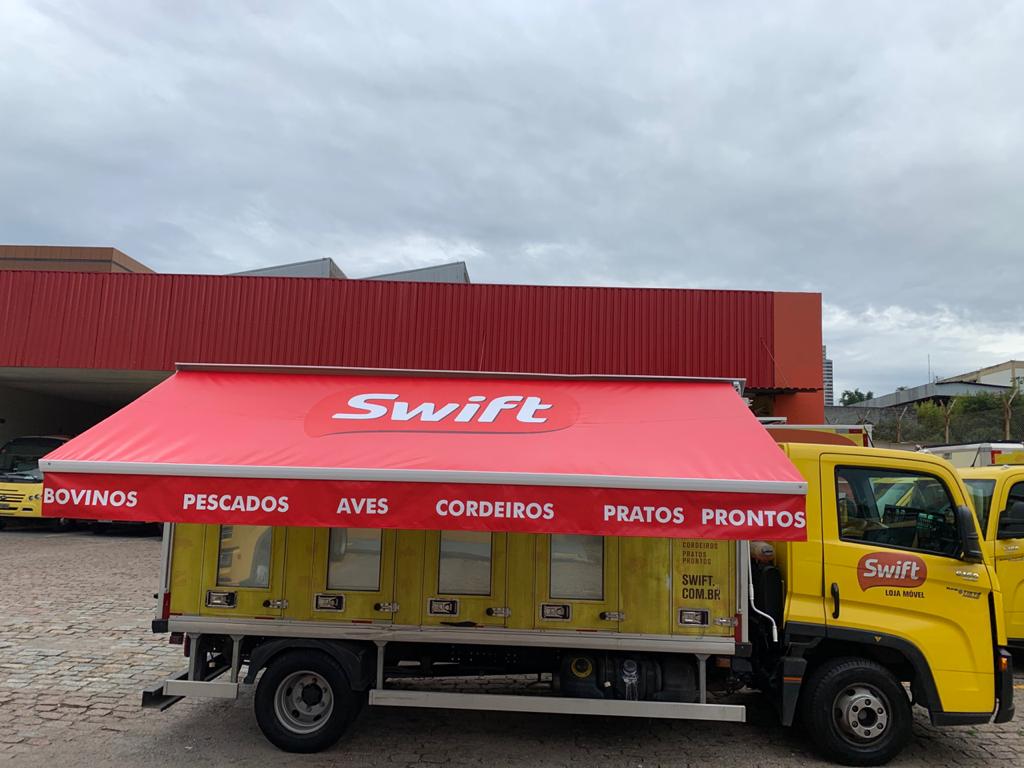 Swift
BOVINOS PESCADOS AVES CORDEIROS PRATOS PRONTOS
CORDEIROS
PRATOS
PRONTOS
SWIFT.
COM.BR
Swift
LOJA MÓVEL